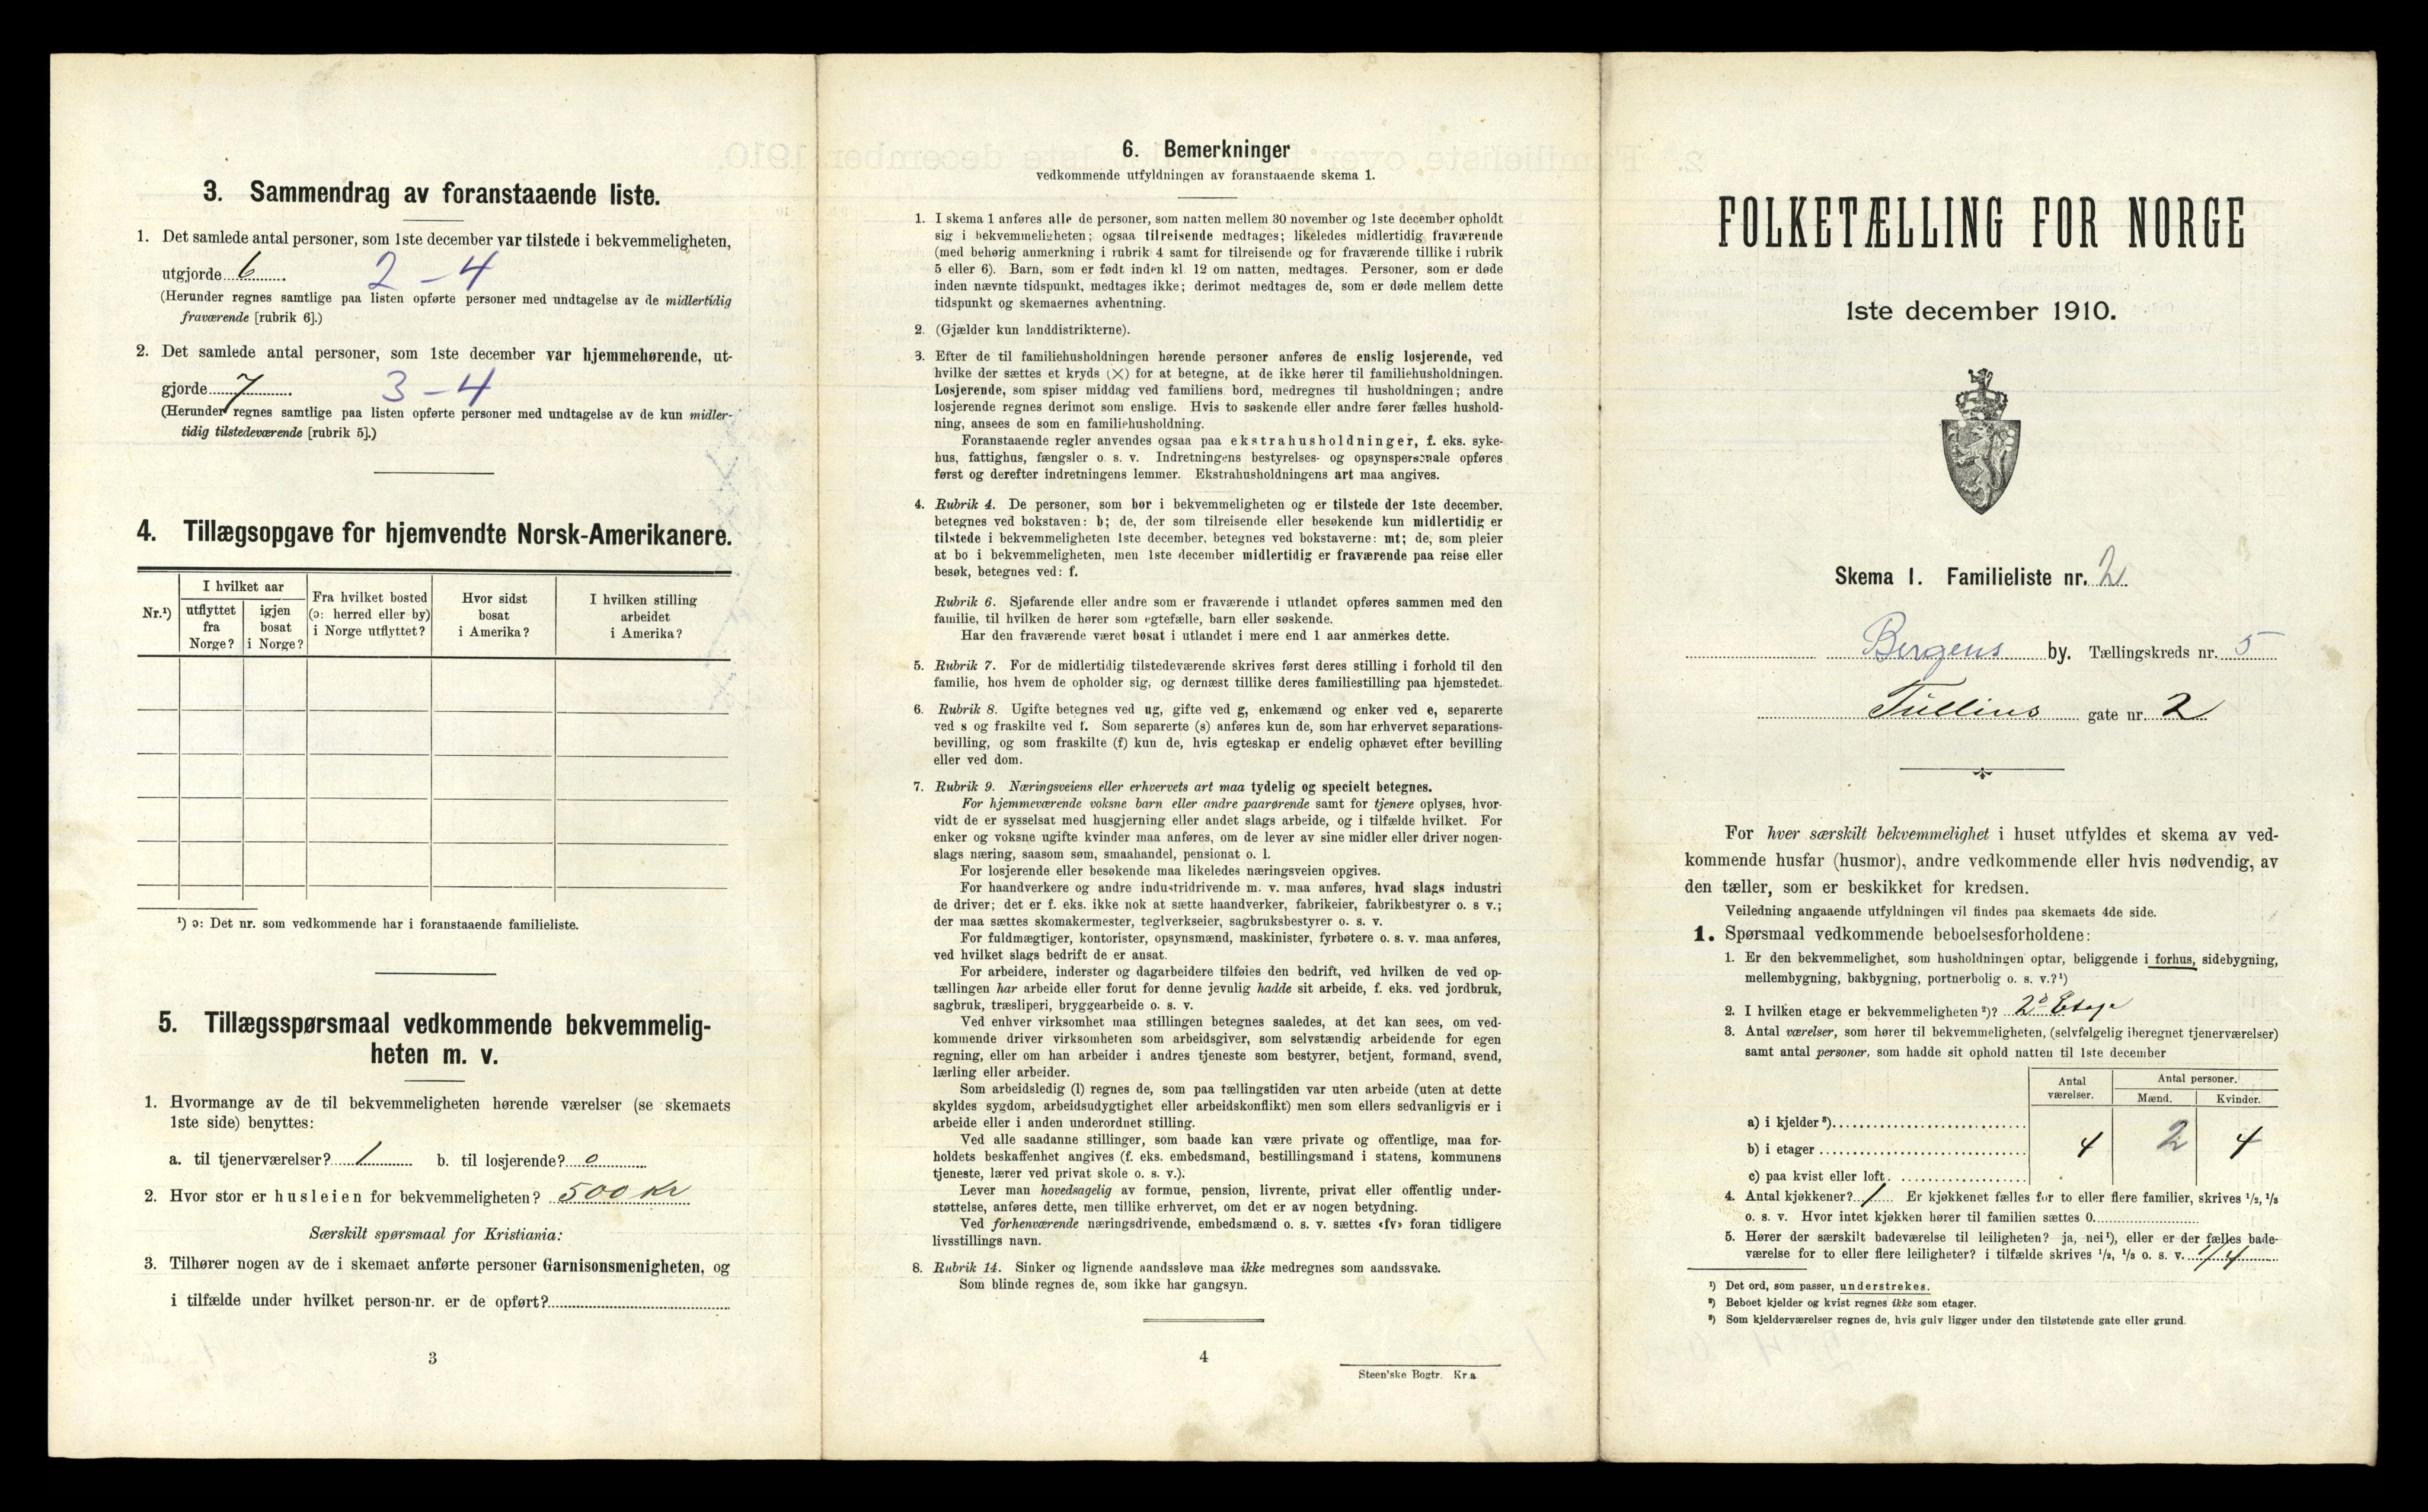 3. Sammendrag av foranstaaende liste.
1. Det samlede antal personer, som 1ste december var tilstede i bekvemmeligheten,
utgjorde 6 2 – 4
(Herunder regnes samtlige paa listen opførte personer med undtagelse av de midlertidig
fraværende [rubrik 6].)
2. Det samlede antal personer, som 1ste december var hjemmehørende, ut-
gjorde 7 3 – 4
(Herunder regnes samtlige paa listen opførte personer med undtagelse av de kun midler-
tidig tilstedeværende [rubrik 5].)
4. Tillægsopgave for hjemvendte Norsk-Amerikanere.
Nr.¹)
I hvilket aar
utflyttet fra Norge?
igjen bosat i Norge?
Fra hvilket bosted (ɔ: herred eller by) i Norge utflyttet?
Hvor sidst bosat i Amerika?
I hvilken stilling arbeidet i Amerika?
¹) ɔ: Det nr. som vedkommende har i foranstaaende familieliste.
5. Tillægsspørsmaal vedkommende bekvemmelig-
heten m. v.
1. Hvormange av de til bekvemmeligheten hørende værelser (se skemaets
1ste side) benyttes:
a. til tjenerværelser? 1 b. til losjerende? 0
2. Hvor stor er husleien for bekvemmeligheten? 500 Kr
Særskilt spørsmaal for Kristiania:
3. Tilhører nogen av de i skemaet anførte personer Garnisonsmenigheten, og
i tilfælde under hvilket person-nr. er de opført?
3
6. Bemerkninger
vedkommende utfyldningen av foranstaaende skema 1.
1. I skema 1 anføres alle de personer, som natten mellem 30 november og 1ste december opholdt
sig i bekvemmeligheten; ogsaa tilreisende medtages; likeledes midlertidig fraværende
(med behørig anmerkning i rubrik 4 samt for tilreisende og for fraværende tillike i rubrik
5 eller 6). Barn, som er født inden kl. 12 om natten, medtages. Personer, som er døde
inden nævnte tidspunkt, medtages ikke; derimot medtages de, som er døde mellem dette
tidspunkt og skemaernes avhentning.
2. (Gjælder kun landdistrikterne).
3. Efter de til familiehusholdningen hørende personer anføres de enslig losjerende, ved
hvilke der sættes et kryds (×) for at betegne, at de ikke hører til familiehusholdningen.
Losjerende, som spiser middag ved familiens bord, medregnes til husholdningen; andre
losjerende regnes derimot som enslige. Hvis to søskende eller andre fører fælles hushold-
ning, ansees de som en familiehusholdning.
Foranstaaende regler anvendes ogsaa paa ekstrahusholdninger, f. eks. syke-
hus, fattighus, fængsler o. s. v. Indretningens bestyrelses- og opsynspersonale opføres
først og derefter indretningens lemmer. Ekstrahusholdningens art maa angives.
4. Rubrik 4. De personer, som bor i bekvemmeligheten og er tilstede der 1ste december,
betegnes ved bokstaven: b; de, der som tilreisende eller besøkende kun midlertidig er
tilstede i bekvemmeligheten 1ste december, betegnes ved bokstaverne: mt; de, som pleier
at bo i bekvemmeligheten, men 1ste december midlertidig er fraværende paa reise eller
besøk, betegnes ved: f.
Rubrik 6. Sjøfarende eller andre som er fraværende i utlandet opføres sammen med den
familie, til hvilken de hører som egtefælle, barn eller søskende.
Har den fraværende været bosat i utlandet i mere end 1 aar anmerkes dette.
5. Rubrik 7. For de midlertidig tilstedeværende skrives først deres stilling i forhold til den
familie, hos hvem de opholder sig, og dernæst tillike deres familiestilling paa hjemstedet.
6. Rubrik 8. Ugifte betegnes ved ug, gifte ved g, enkemænd og enker ved e, separerte
ved s og fraskilte ved f. Som separerte (s) anføres kun de, som har erhvervet separations-
bevilling, og som fraskilte (f) kun de, hvis egteskap er endelig ophævet efter bevilling
eller ved dom.
7. Rubrik 9. Næringsveiens eller erhvervets art maa tydelig og specielt betegnes.
For hjemmeværende voksne barn eller andre paarørende samt for tjenere oplyses, hvor-
vidt de er sysselsat med husgjerning eller andet slags arbeide, og i tilfælde hvilket. For
enker og voksne ugifte kvinder maa anføres, om de lever av sine midler eller driver nogen-
slags næring, saasom søm, smaahandel, pensionat o. l.
For losjerende eller besøkende maa likeledes næringsveien opgives.
For haandverkere og andre industridrivende m. v. maa anføres, hvad slags industri
de driver; det er f. eks. ikke nok at sætte haandverker, fabrikeier, fabrikbestyrer o. s v.;
der maa sættes skomakermester, teglverkseier, sagbruksbestyrer o. s. v.
For fuldmægtiger, kontorister, opsynsmænd, maskinister, fyrbøtere o. s. v. maa anføres,
ved hvilket slags bedrift de er ansat.
For arbeidere, inderster og dagarbeidere tilføies den bedrift, ved hvilken de ved op-
tællingen har arbeide eller forut for denne jevnlig hadde sit arbeide, f. eks. ved jordbruk,
sagbruk, træsliperi, bryggearbeide o. s. v.
Ved enhver virksomhet maa stillingen betegnes saaledes, at det kan sees, om ved-
kommende driver virksomheten som arbeidsgiver, som selvstændig arbeidende for egen
regning, eller om han arbeider i andres tjeneste som bestyrer, betjent, formand, svend,
lærling eller arbeider.
Som arbeidsledig (l) regnes de, som paa tællingstiden var uten arbeide (uten at dette
skyldes sygdom, arbeidsudygtighet eller arbeidskonflikt) men som ellers sedvanligvis er i
arbeide eller i anden underordnet stilling.
Ved alle saadanne stillinger, som baade kan være private og offentlige, maa for-
holdets beskaffenhet angives (f. eks. embedsmand, bestillingsmand i statens, kommunens
tjeneste, lærer ved privat skole o. s. v.).
Lever man hovedsagelig av formue, pension, livrente, privat eller offentlig under-
støttelse, anføres dette, men tillike erhvervet, om det er av nogen betydning.
Ved forhenværende næringsdrivende, embedsmænd o. s. v. sættes «fv» foran tidligere
livsstillings navn.
8. Rubrik 14. Sinker og lignende aandssløve maa ikke medregnes som aandssvake.
Som blinde regnes de, som ikke har gangsyn.
4
Steen'ske Bogtr. Kr a
FOLKETÆLLING FOR NORGE
1ste december 1910.
Skema I. Familieliste nr. 2
Bergens by. Tællingskreds nr. 5
Tullins gate nr. 2
For hver særskilt bekvemmelighet i huset utfyldes et skema av ved-
kommende husfar (husmor), andre vedkommende eller hvis nødvendig, av
den tæller, som er beskikket for kredsen.
Veiledning angaaende utfyldningen vil findes paa skemaets 4de side.
1. Spørsmaal vedkommende beboelsesforholdene:
1. Er den bekvemmelighet, som husholdningen optar, beliggende i forhus, sidebygning,
mellembygning, bakbygning, portnerbolig o. s. v.?¹)
2. I hvilken etage er bekvemmeligheten²)? 2d Etage
3. Antal værelser, som hører til bekvemmeligheten, (selvfølgelig iberegnet tjenerværelser)
samt antal personer, som hadde sit ophold natten til 1ste december
Antal værelser. Antal personer.
Mænd. Kvinder.
a) i kjelder³)
b) i etager 4 2 4
c) paa kvist eller loft
4. Antal kjøkkener? 1 Er kjøkkenet fælles for to eller flere familier, skrives 1/2, 1/3
o. s. v. Hvor intet kjøkken hører til familien sættes 0.
5. Hører der særskilt badeværelse til leiligheten? ja, nei¹), eller er der fælles bade-
værelse for to eller flere leiligheter? i tilfælde skrives 1/2, 1/3 o. s. v. 1/4
¹) Det ord, som passer, understrekes.
²) Beboet kjelder og kvist regnes ikke som etager.
³) Som kjelderværelser regnes de, hvis gulv ligger under den tilstøtende gate eller grund.